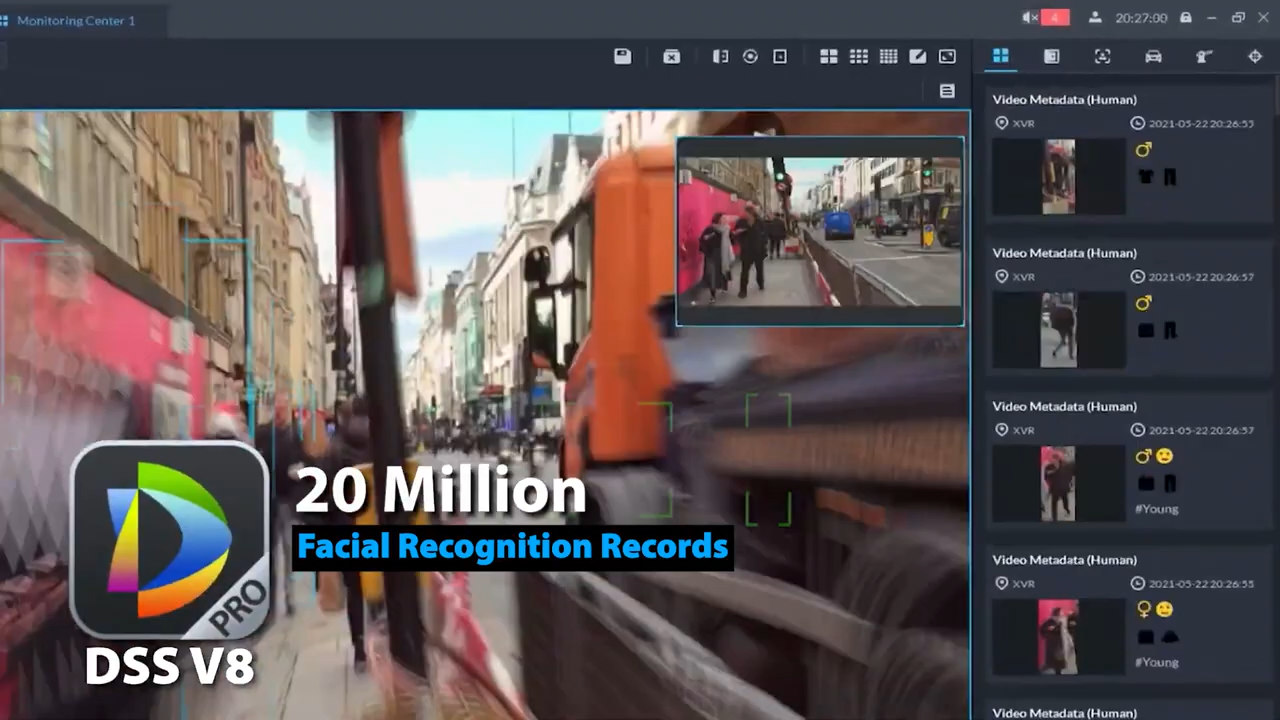 Monitoring Center 1
4
20:27:00
Video Metadata (Human)
XVR
2021-05-22 20:26:55
Video Metadata (Human)
XVR
2021-05-22 20:26:57
Video Metadata (Human)
XVR
2021-05-22 20:26:57
#Young
Video Metadata (Human)
XVR
2021-05-22 20:26:55
#Young
Video Metadata (Human)
20 Million
Facial Recognition Records
PRO
DSS V8